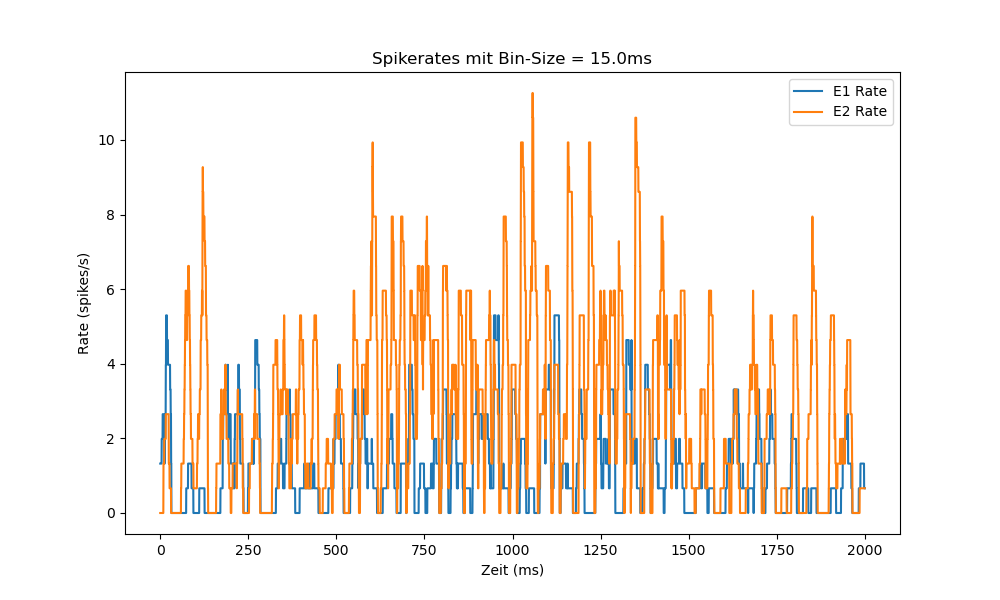 Spikerates mit Bin-Size = 15.0ms
E1 Rate
E2 Rate
Rate (spikes/s)
10
8
6
4
2
0
0 250 500 750 1000 1250 1500 1750 2000
Zeit (ms)